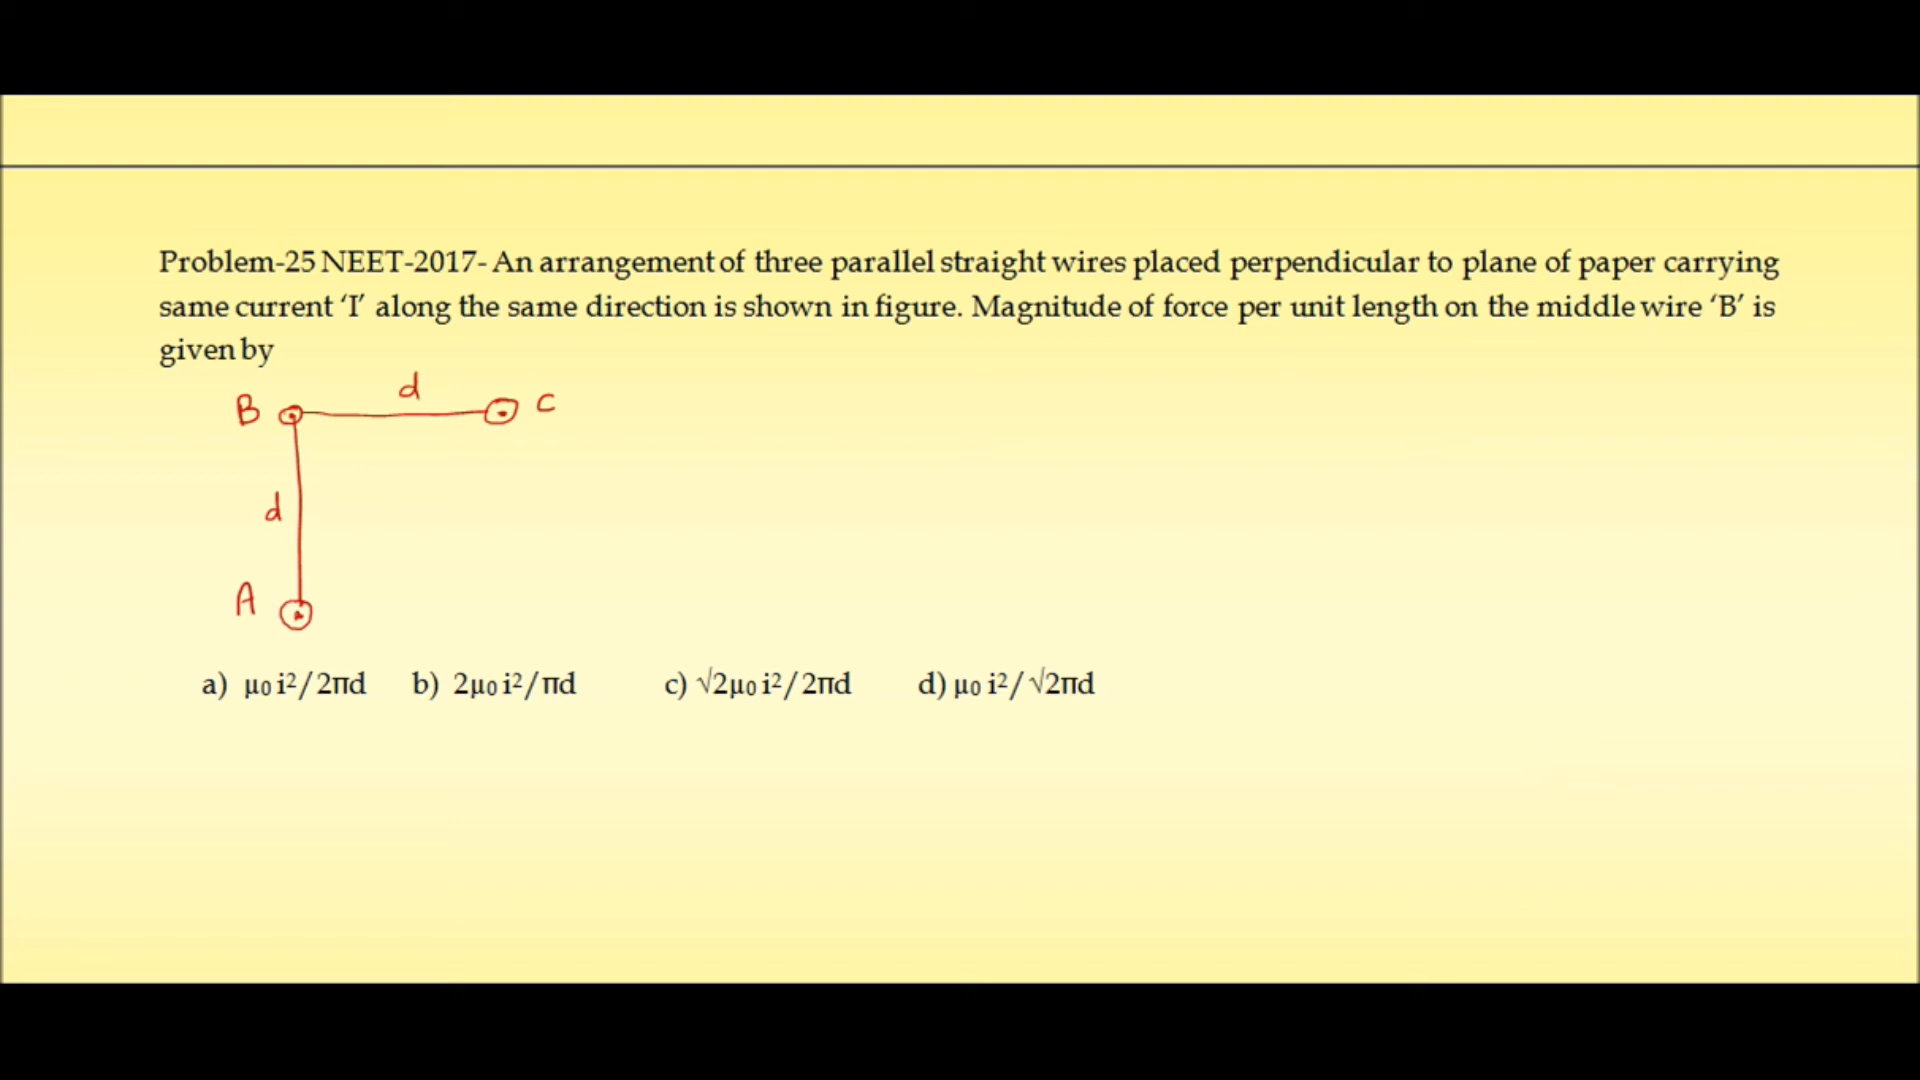 Problem-25 NEET-2017- An arrangement of three parallel straight wires placed perpendicular to plane of paper carrying
same current ‘I’ along the same direction is shown in figure. Magnitude of force per unit length on the middle wire ‘B’ is
given by
B d C
d
A
a) μ₀ i²/2πd b) 2μ₀ i²/πd c) √2μ₀ i²/2πd d) μ₀ i²/√2πd